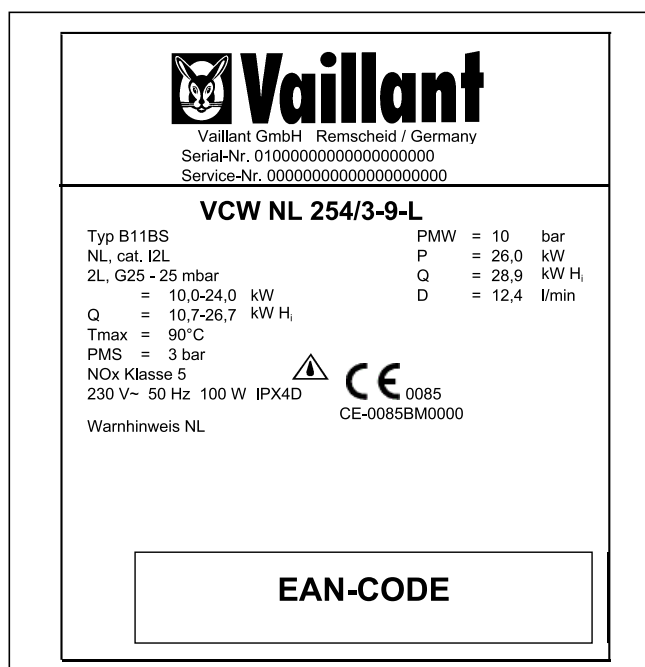 Vaillant
Vaillant GmbH Remscheid / Germany
Serial-Nr. 01000000000000000000
Service-Nr. 00000000000000000000
VCW NL 254/3-9-L
Typ B11BS
NL, cat. I2L
2L, G25 - 25 mbar
= 10,0-24,0 kW
Q = 10,7-26,7 kW Hi
Tmax = 90°C
PMS = 3 bar
NOx Klasse 5
230 V~ 50 Hz 100 W IPX4D
Warnhinweis NL
PMW = 10 bar
P = 26,0 kW
Q = 28,9 kW Hi
D = 12,4 l/min
CE 0085
CE-0085BM0000
EAN-CODE